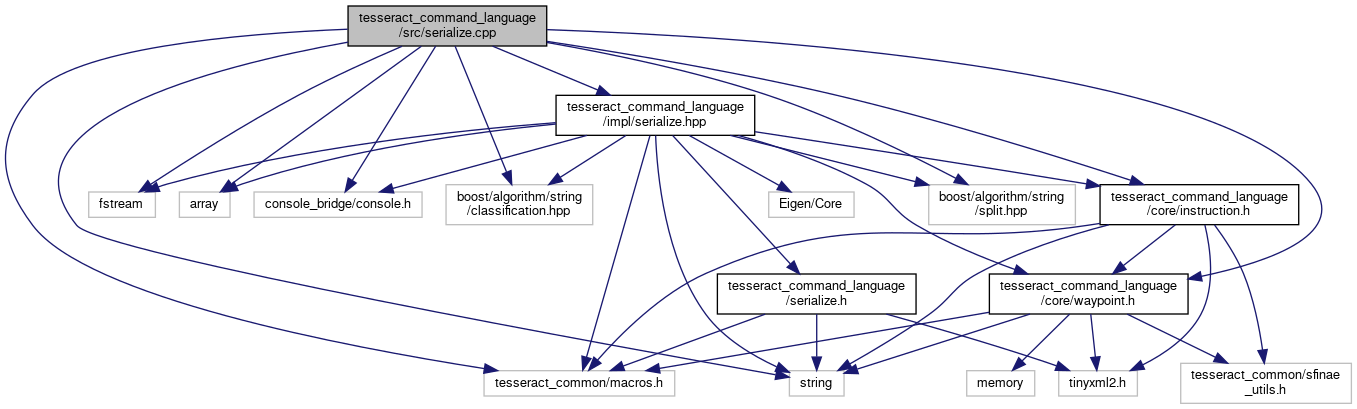 tesseract_command_language
/src/serialize.cpp
tesseract_command_language
/impl/serialize.hpp
fstream
array
console_bridge/console.h
boost/algorithm/string
/classification.hpp
Eigen/Core
boost/algorithm/string
/split.hpp
tesseract_command_language
/core/instruction.h
tesseract_command_language
/serialize.h
tesseract_command_language
/core/waypoint.h
tesseract_common/macros.h
string
memory
tinyxml2.h
tesseract_common/sfinae
_utils.h